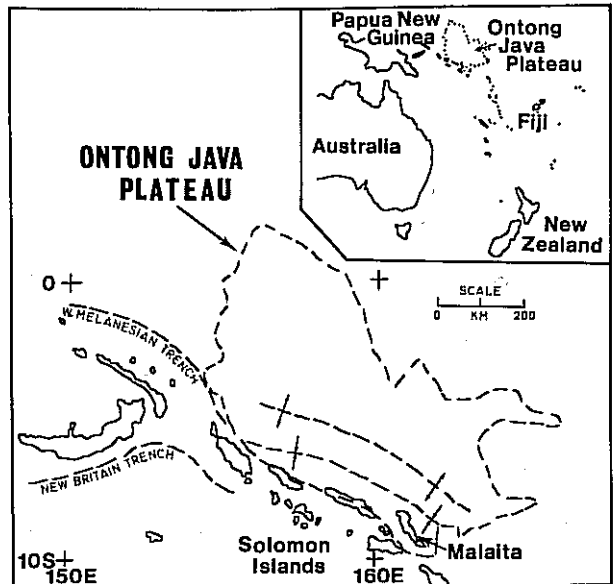 Papua New
Guinea
Ontong
Java
Plateau
Fiji
Australia
New
Zealand
ONTONG JAVA
PLATEAU
0
SCALE
0 KM 200
W. MELANESIAN TRENCH
NEW BRITAIN TRENCH
Solomon
Islands
Malaita
10S
150E
160E